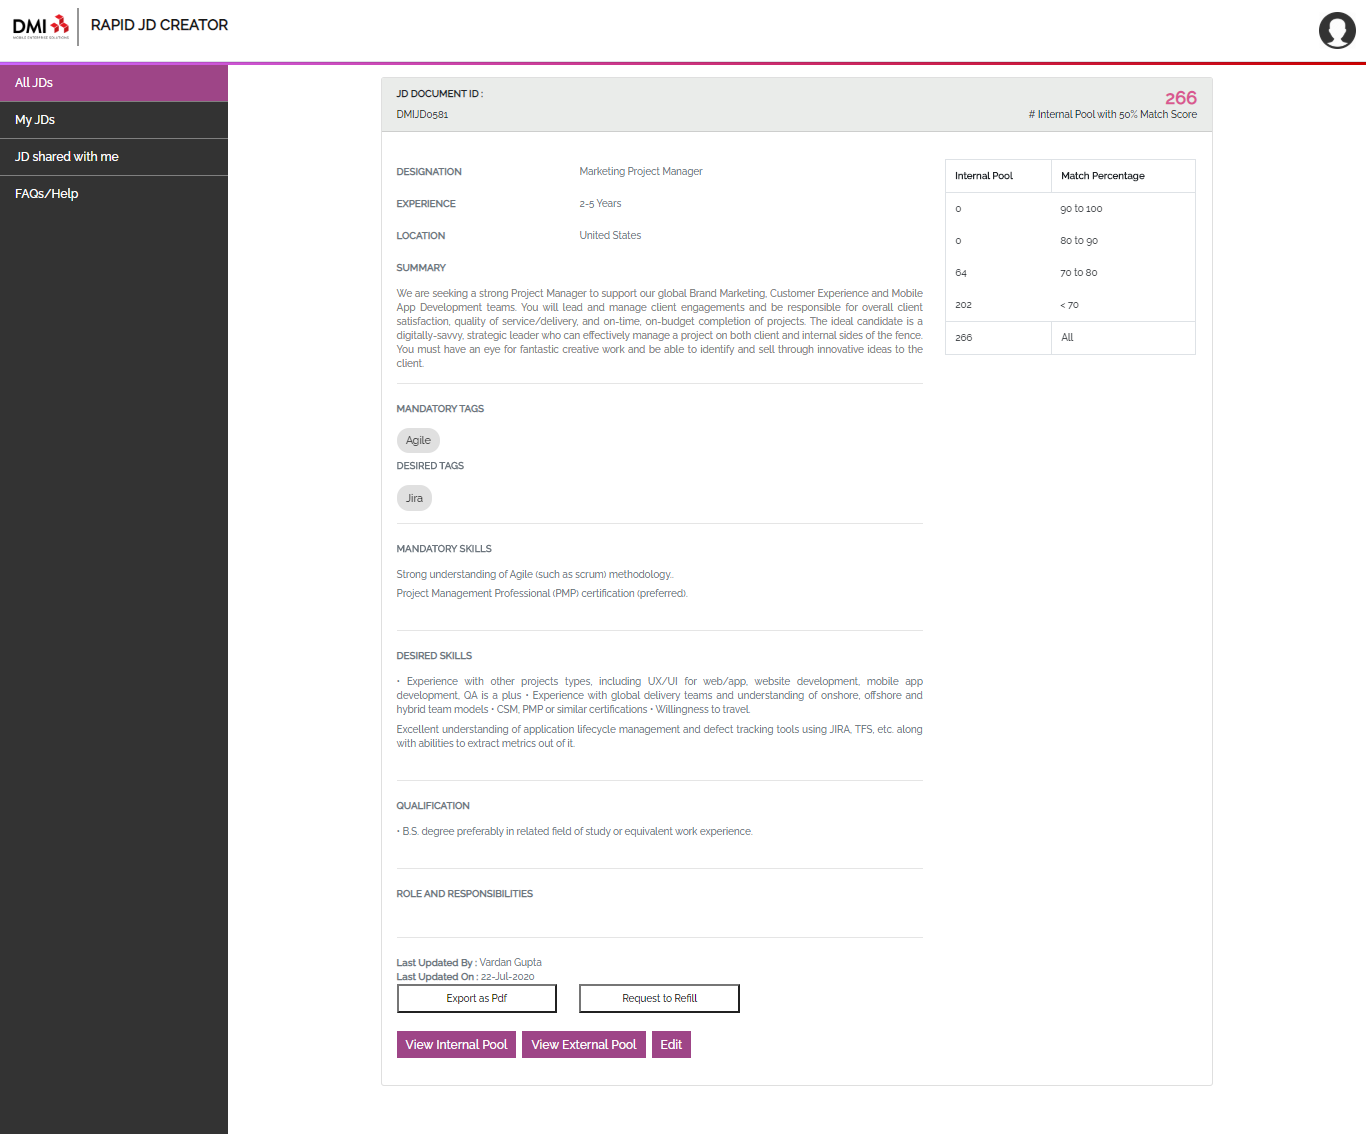 DMI
MOBILE ENTERPRISE SOLUTIONS
RAPID JD CREATOR
All JDs
My JDs
JD shared with me
FAQs/Help
JD DOCUMENT ID :
DMIJD0581
266
# Internal Pool with 50% Match Score
DESIGNATION Marketing Project Manager
EXPERIENCE 2-5 Years
LOCATION United States
SUMMARY
We are seeking a strong Project Manager to support our global Brand Marketing, Customer Experience and Mobile
App Development teams. You will lead and manage client engagements and be responsible for overall client
satisfaction, quality of service/delivery, and on-time, on-budget completion of projects. The ideal candidate is a
digitally-savvy, strategic leader who can effectively manage a project on both client and internal sides of the fence.
You must have an eye for fantastic creative work and be able to identify and sell through innovative ideas to the
client.
MANDATORY TAGS
Agile
DESIRED TAGS
Jira
MANDATORY SKILLS
Strong understanding of Agile (such as scrum) methodology..
Project Management Professional (PMP) certification (preferred).
DESIRED SKILLS
• Experience with other projects types, including UX/UI for web/app, website development, mobile app
development, QA is a plus • Experience with global delivery teams and understanding of onshore, offshore and
hybrid team models • CSM, PMP or similar certifications • Willingness to travel.
Excellent understanding of application lifecycle management and defect tracking tools using JIRA, TFS, etc. along
with abilities to extract metrics out of it.
QUALIFICATION
• B.S. degree preferably in related field of study or equivalent work experience.
ROLE AND RESPONSIBILITIES
Last Updated By : Vardan Gupta
Last Updated On : 22-Jul-2020
Export as Pdf Request to Refill
View Internal Pool View External Pool Edit
Internal Pool Match Percentage
0 90 to 100
0 80 to 90
64 70 to 80
202 < 70
266 All